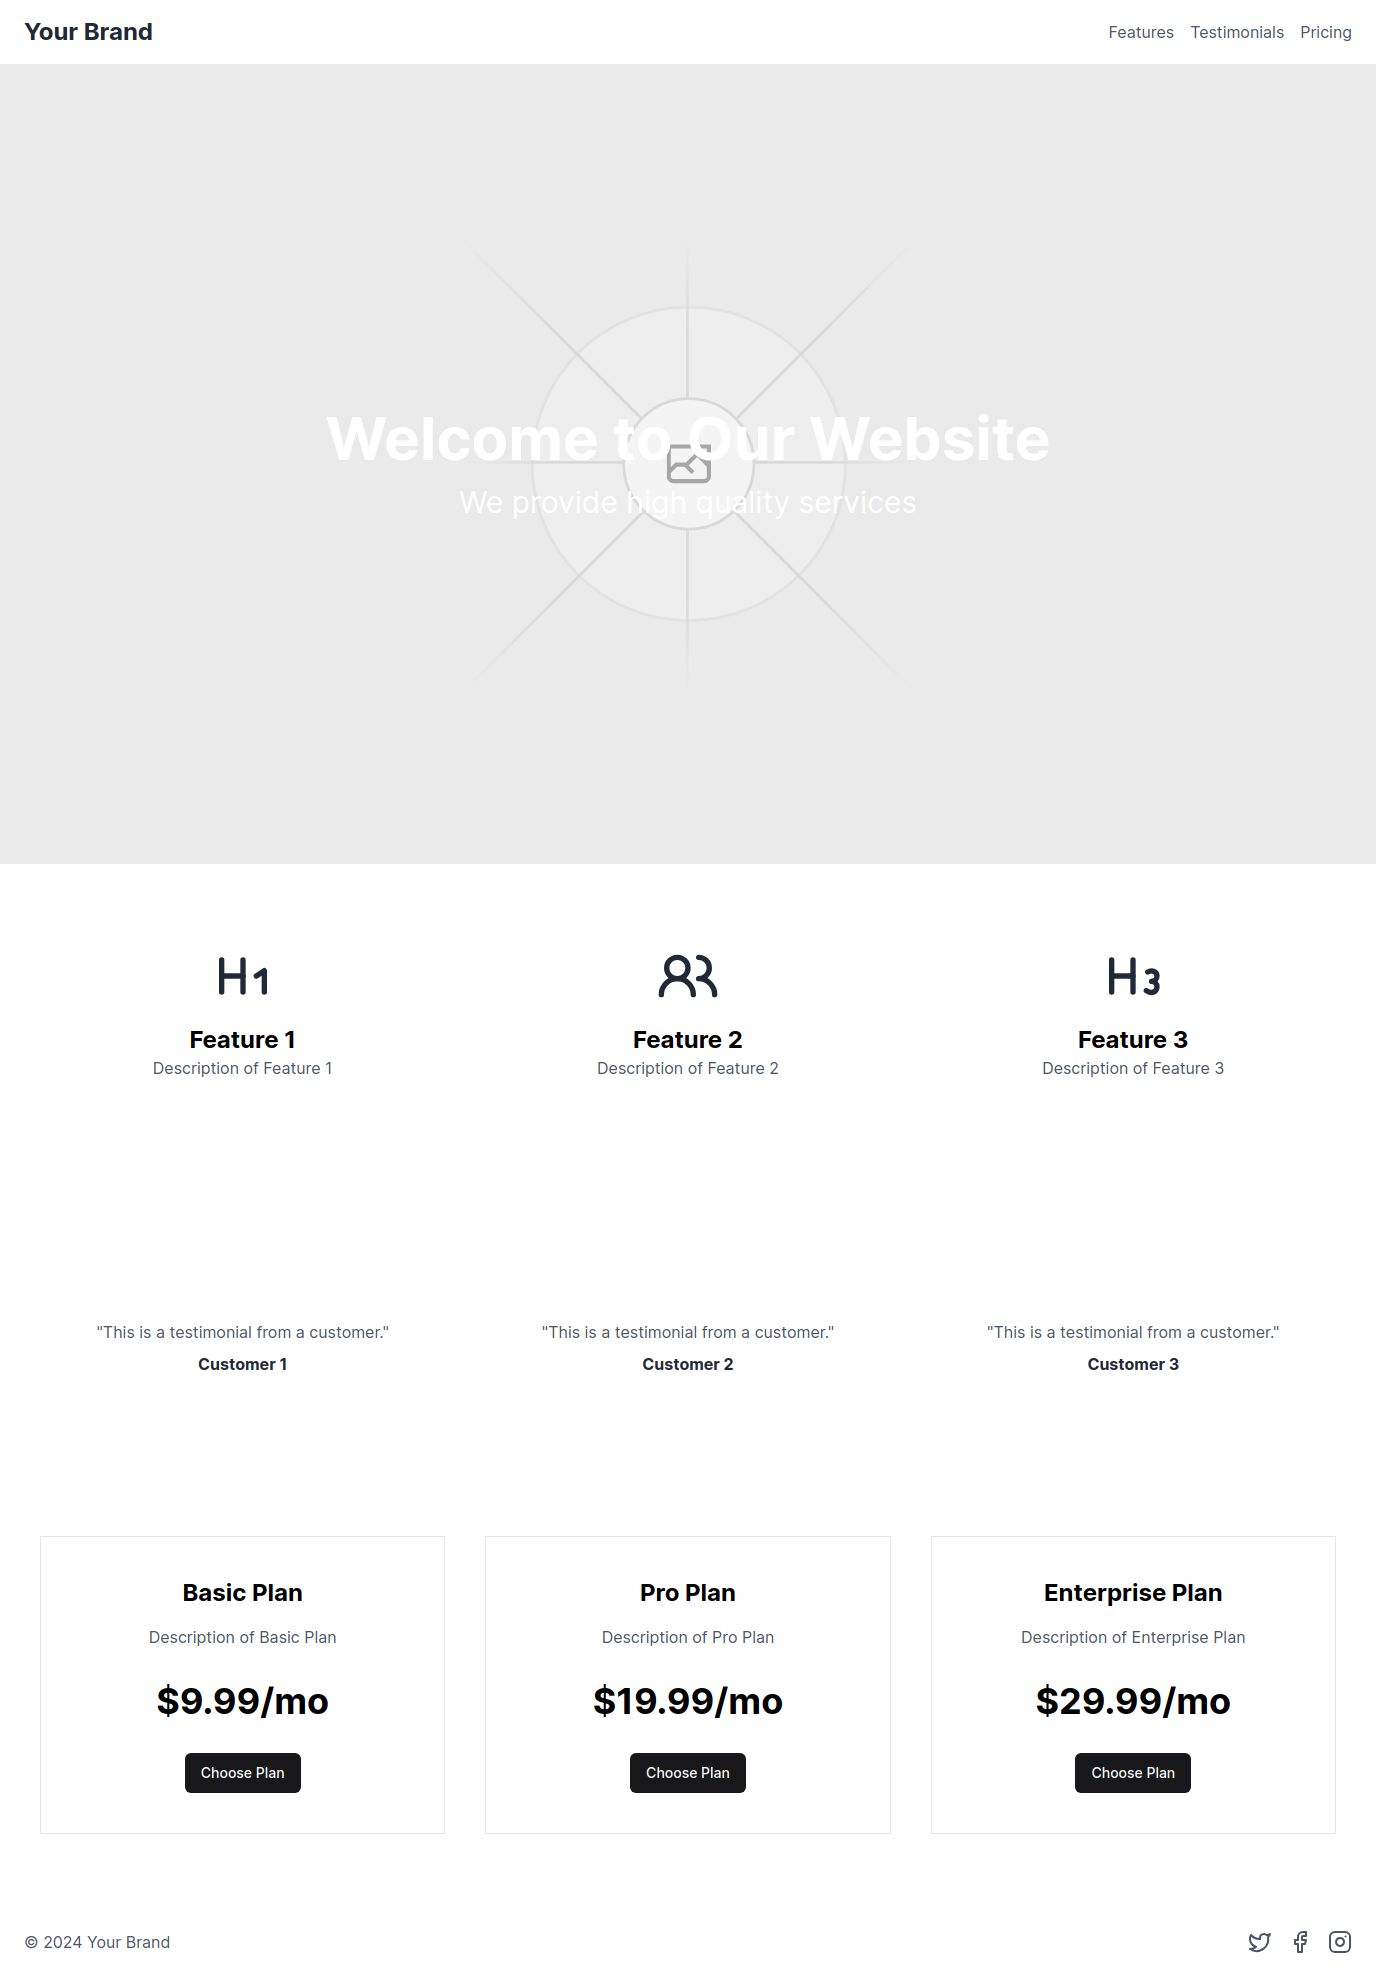 Your Brand
Features Testimonials Pricing
Welcome to Our Website
We provide high quality services
H1
H3
Feature 1
Feature 2
Feature 3
Description of Feature 1
Description of Feature 2
Description of Feature 3
"This is a testimonial from a customer."
"This is a testimonial from a customer."
"This is a testimonial from a customer."
Customer 1
Customer 2
Customer 3
Basic Plan
Description of Basic Plan
$9.99/mo
Choose Plan
Pro Plan
Description of Pro Plan
$19.99/mo
Choose Plan
Enterprise Plan
Description of Enterprise Plan
$29.99/mo
Choose Plan
© 2024 Your Brand